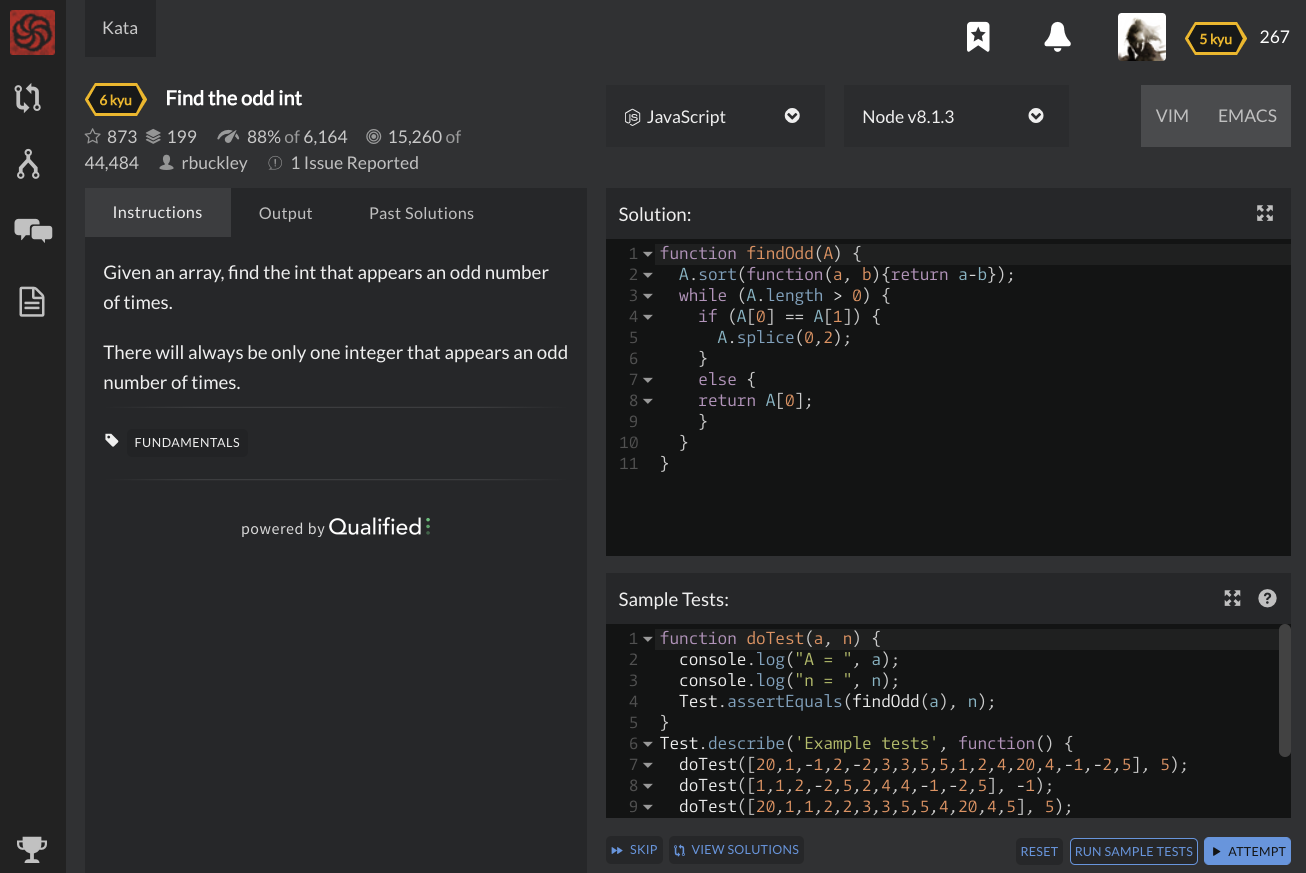 Kata
5 kyu 267
6 kyu Find the odd int
873 199 88% of 6,164 15,260 of
44,484 rbuckley 1 Issue Reported
JavaScript
Node v8.1.3
VIM EMACS
Instructions Output Past Solutions
Given an array, find the int that appears an odd number
of times.
There will always be only one integer that appears an odd
number of times.
FUNDAMENTALS
powered by Qualified
Solution:
1 function findOdd(A) {
2 A.sort(function(a, b){return a-b});
3 while (A.length > 0) {
4 if (A[0] == A[1]) {
5 A.splice(0,2);
6 }
7 else {
8 return A[0];
9 }
10 }
11 }
Sample Tests:
1 function doTest(a, n) {
2 console.log("A = ", a);
3 console.log("n = ", n);
4 Test.assertEquals(findOdd(a), n);
5 }
6 Test.describe('Example tests', function() {
7 doTest([20,1,-1,2,-2,3,3,5,5,1,2,4,20,4,-1,-2,5], 5);
8 doTest([1,1,2,-2,5,2,4,4,-1,-2,5], -1);
9 doTest([20,1,1,2,2,3,3,5,5,4,20,4,5], 5);
SKIP VIEW SOLUTIONS RESET RUN SAMPLE TESTS ATTEMPT